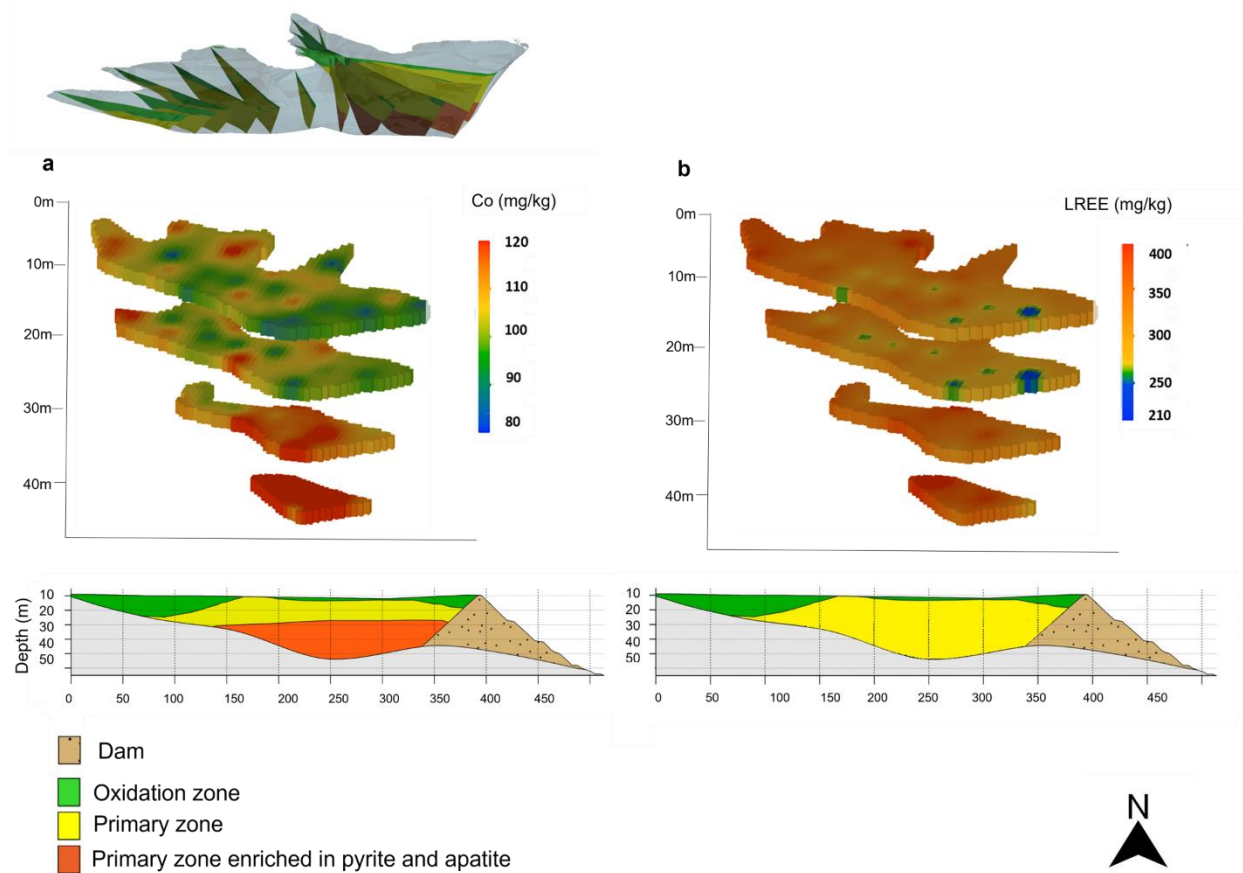 a
b
Co (mg/kg)
LREE (mg/kg)
0m
10m
20m
30m
40m
120
110
100
90
80
0m
10m
20m
30m
40m
400
350
300
250
210
Depth (m)
10
20
30
40
50
0 50 100 150 200 250 300 350 400 450
10
20
30
40
50
0 50 100 150 200 250 300 350 400 450
Dam
Oxidation zone
Primary zone
Primary zone enriched in pyrite and apatite
N